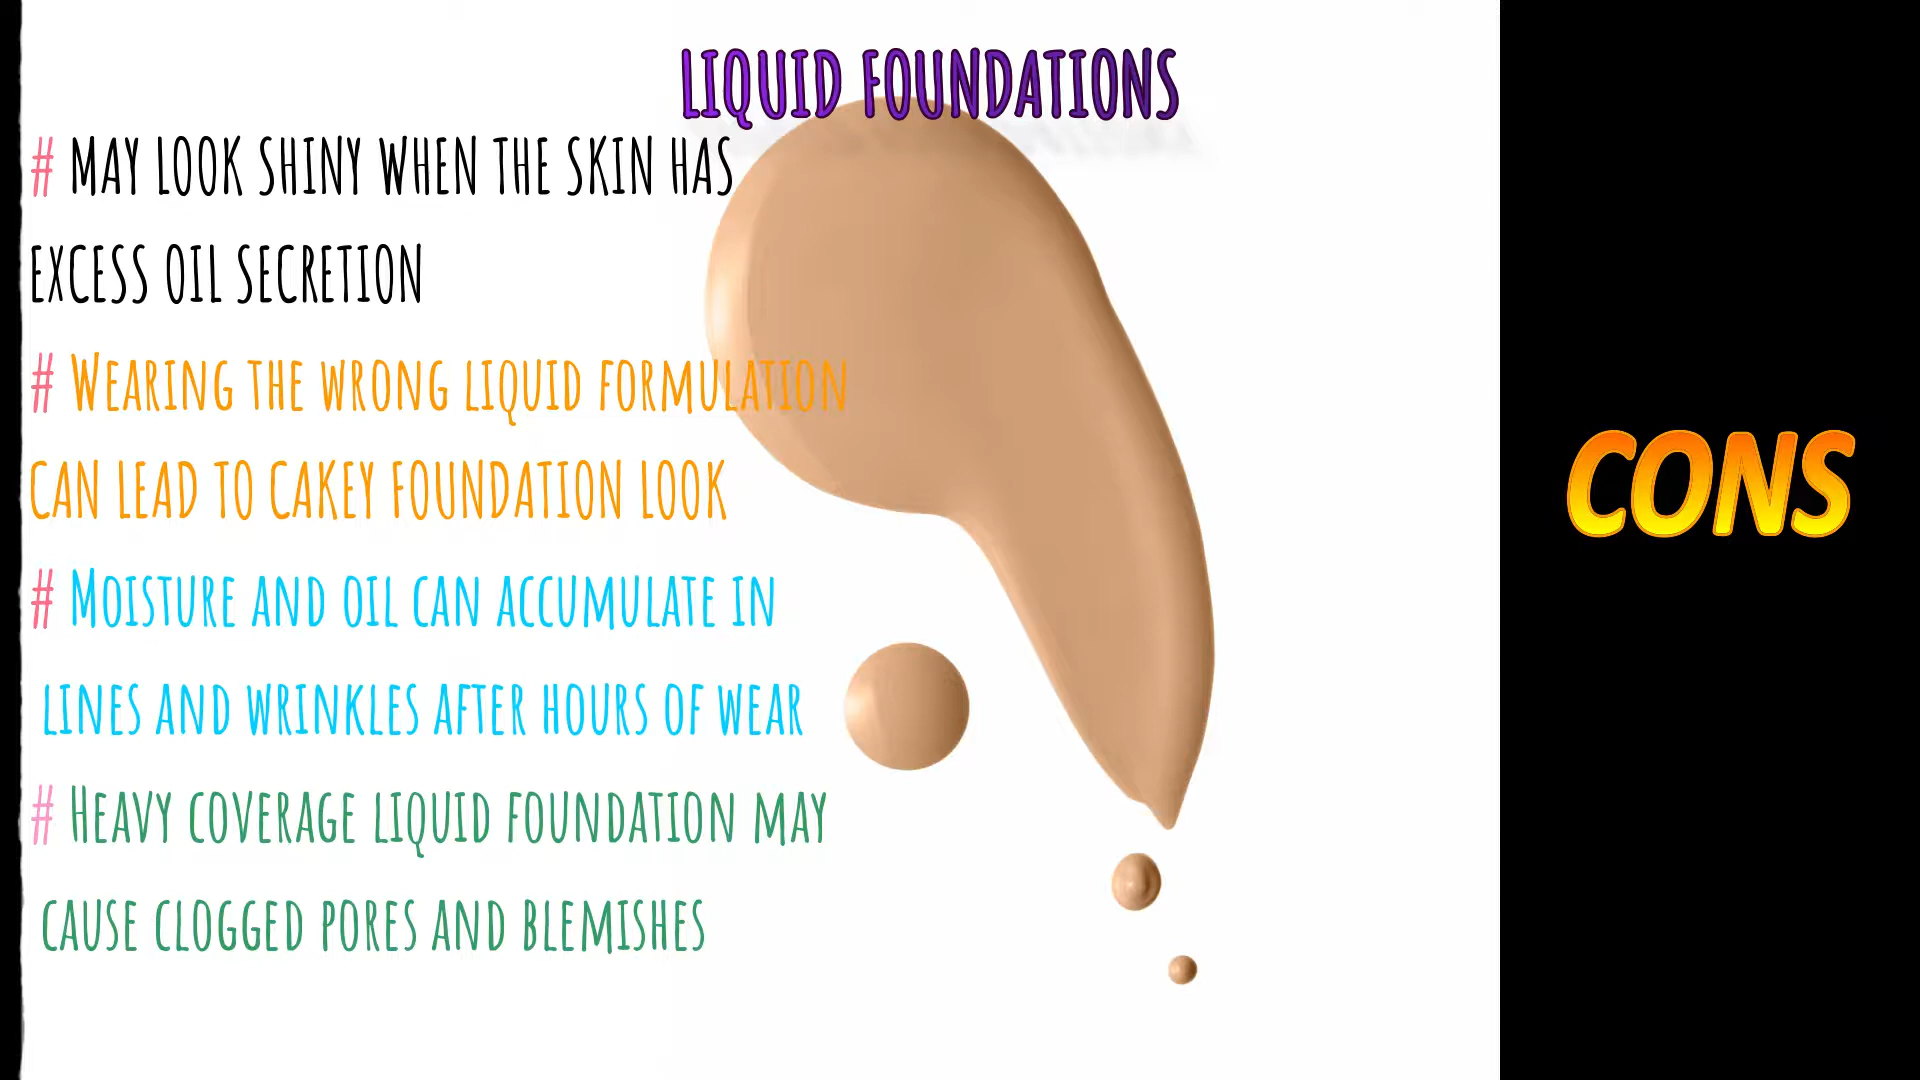 LIQUID FOUNDATIONS
# MAY LOOK SHINY WHEN THE SKIN HAS
EXCESS OIL SECRETION
# WEARING THE WRONG LIQUID FORMULATION
CAN LEAD TO CAKEY FOUNDATION LOOK
# MOISTURE AND OIL CAN ACCUMULATE IN
LINES AND WRINKLES AFTER HOURS OF WEAR
# HEAVY COVERAGE LIQUID FOUNDATION MAY
CAUSE CLOGGED PORES AND BLEMISHES
CONS